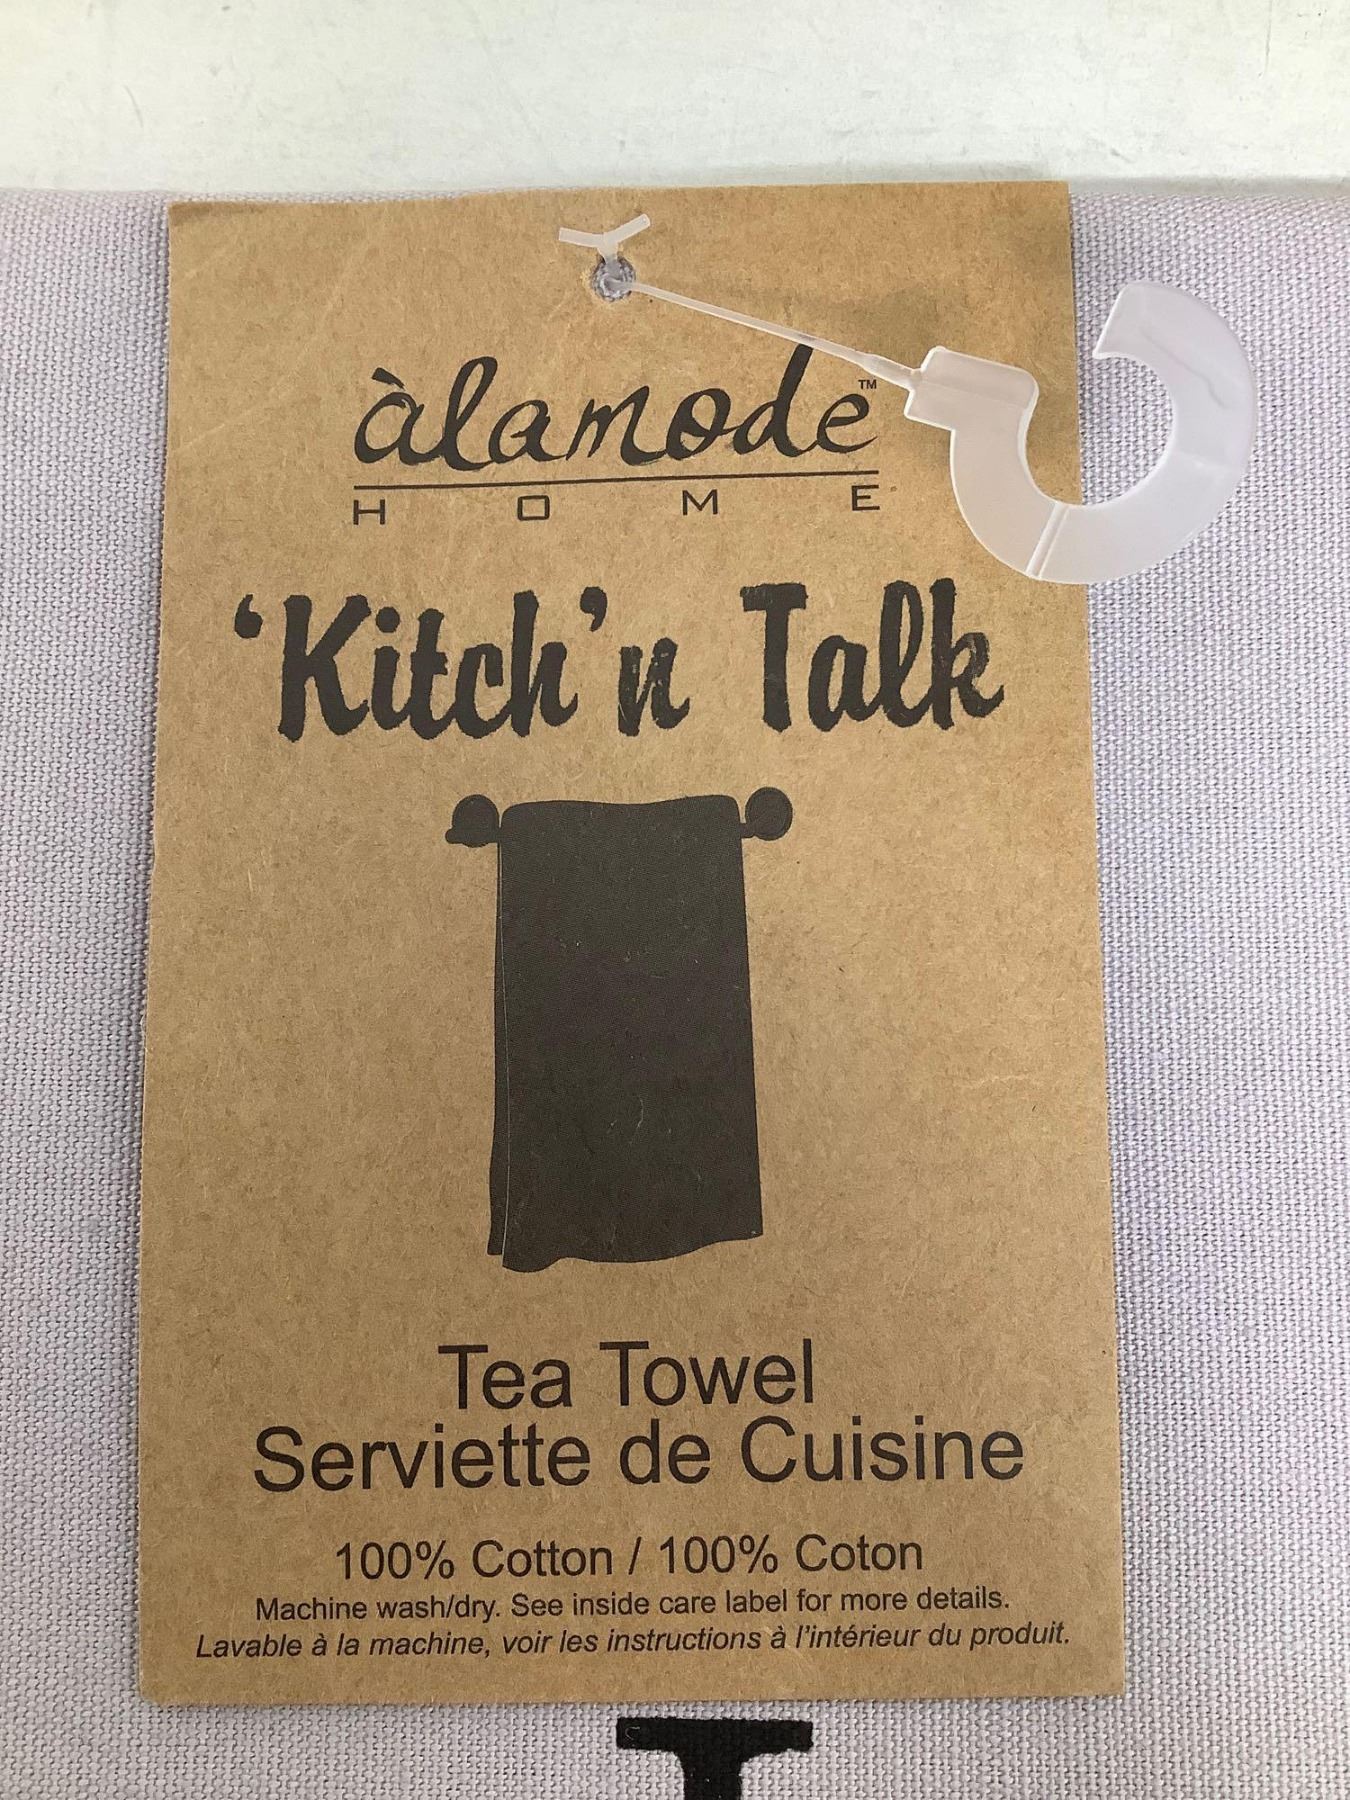 àlamode™
HOME
‘Kitch’n Talk
Tea Towel
Serviette de Cuisine
100% Cotton / 100% Coton
Machine wash/dry. See inside care label for more details.
Lavable à la machine, voir les instructions à l’intérieur du produit.